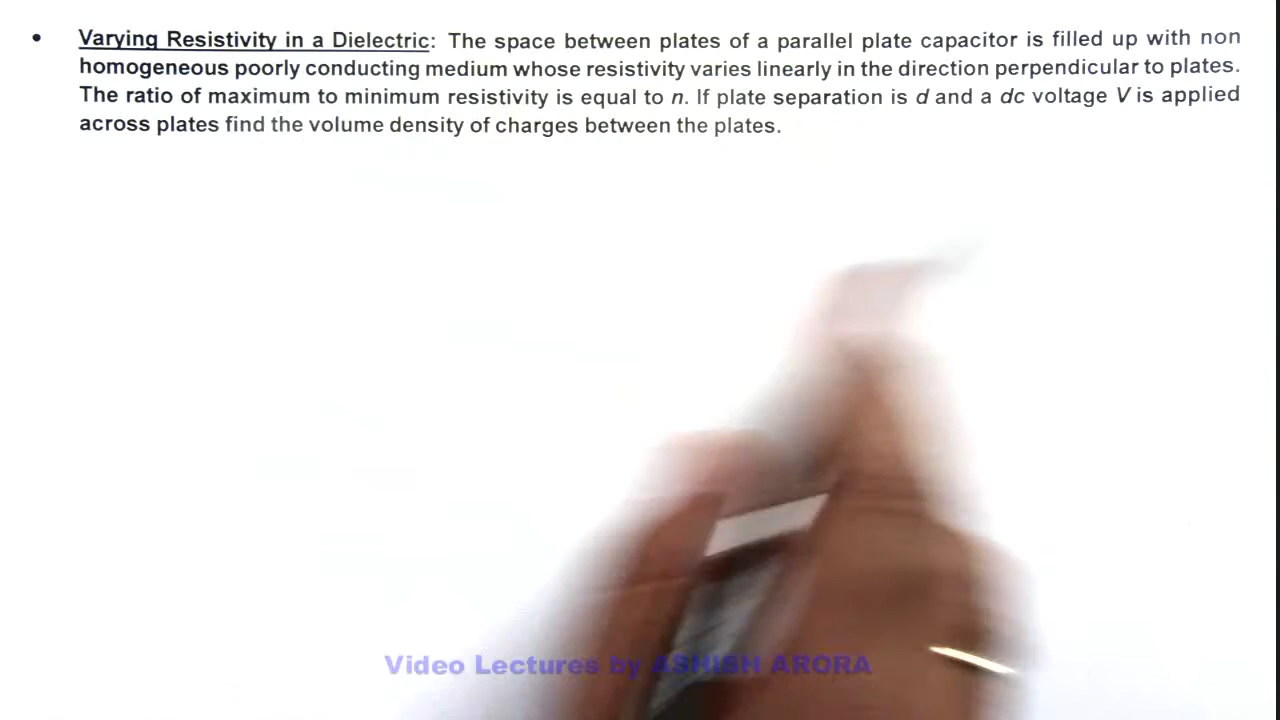 • Varying Resistivity in a Dielectric: The space between plates of a parallel plate capacitor is filled up with non
homogeneous poorly conducting medium whose resistivity varies linearly in the direction perpendicular to plates.
The ratio of maximum to minimum resistivity is equal to n. If plate separation is d and a dc voltage V is applied
across plates find the volume density of charges between the plates.
Video Lectures by ASHISH ARORA